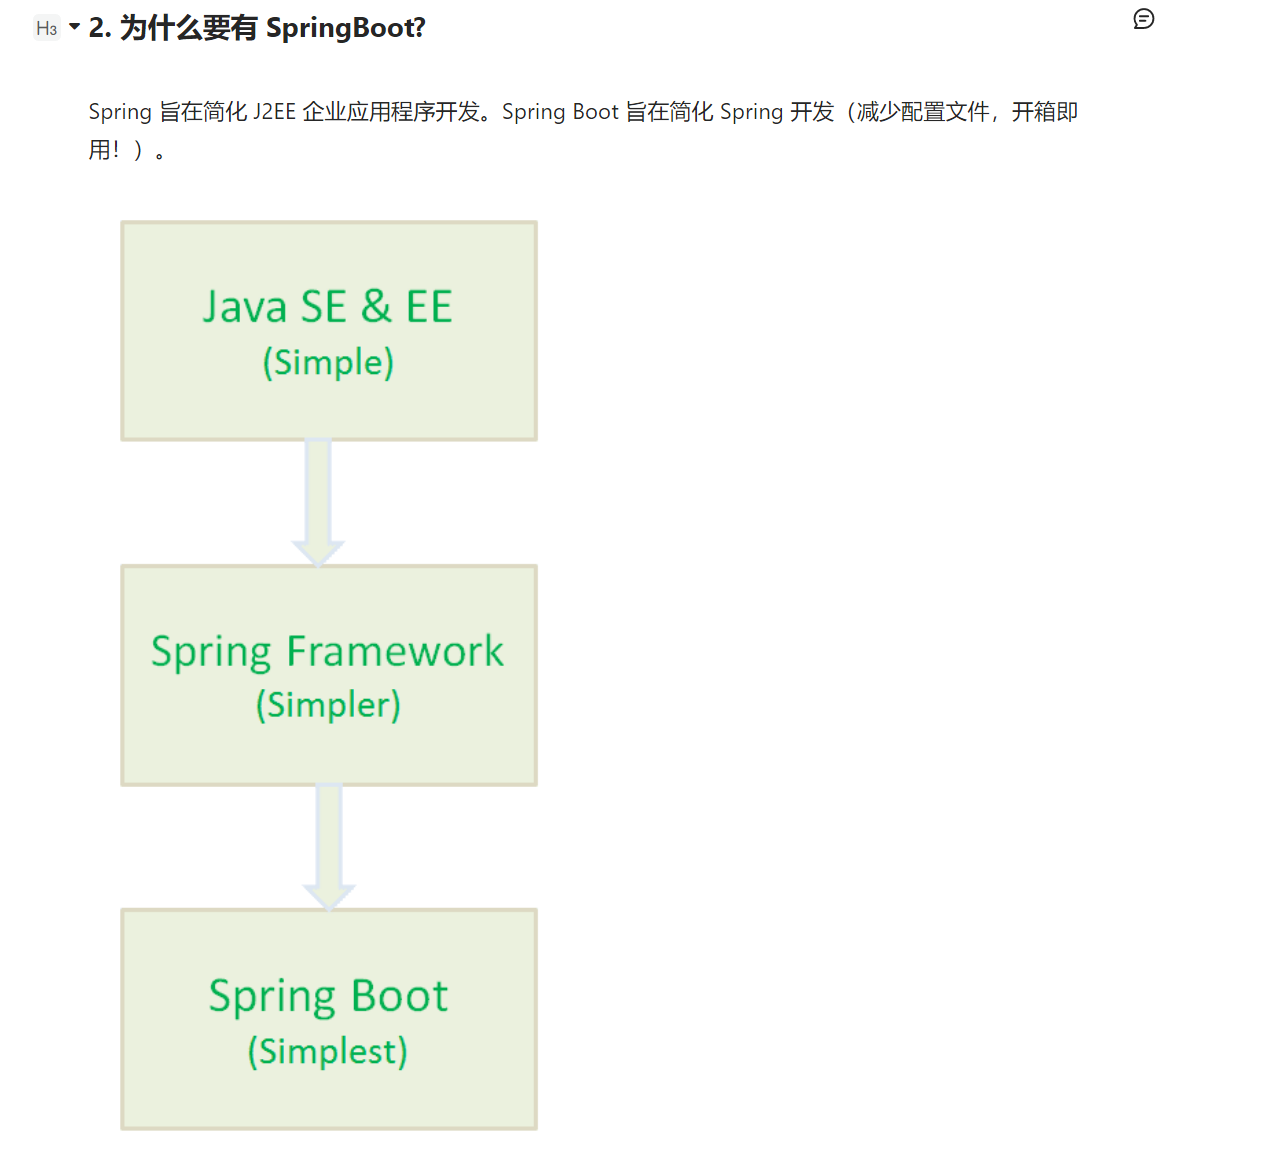 H3
2. 为什么要有 SpringBoot?
Spring 旨在简化 J2EE 企业应用程序开发。Spring Boot 旨在简化 Spring 开发（减少配置文件，开箱即
用！）。
Java SE & EE
(Simple)
Spring Framework
(Simpler)
Spring Boot
(Simplest)